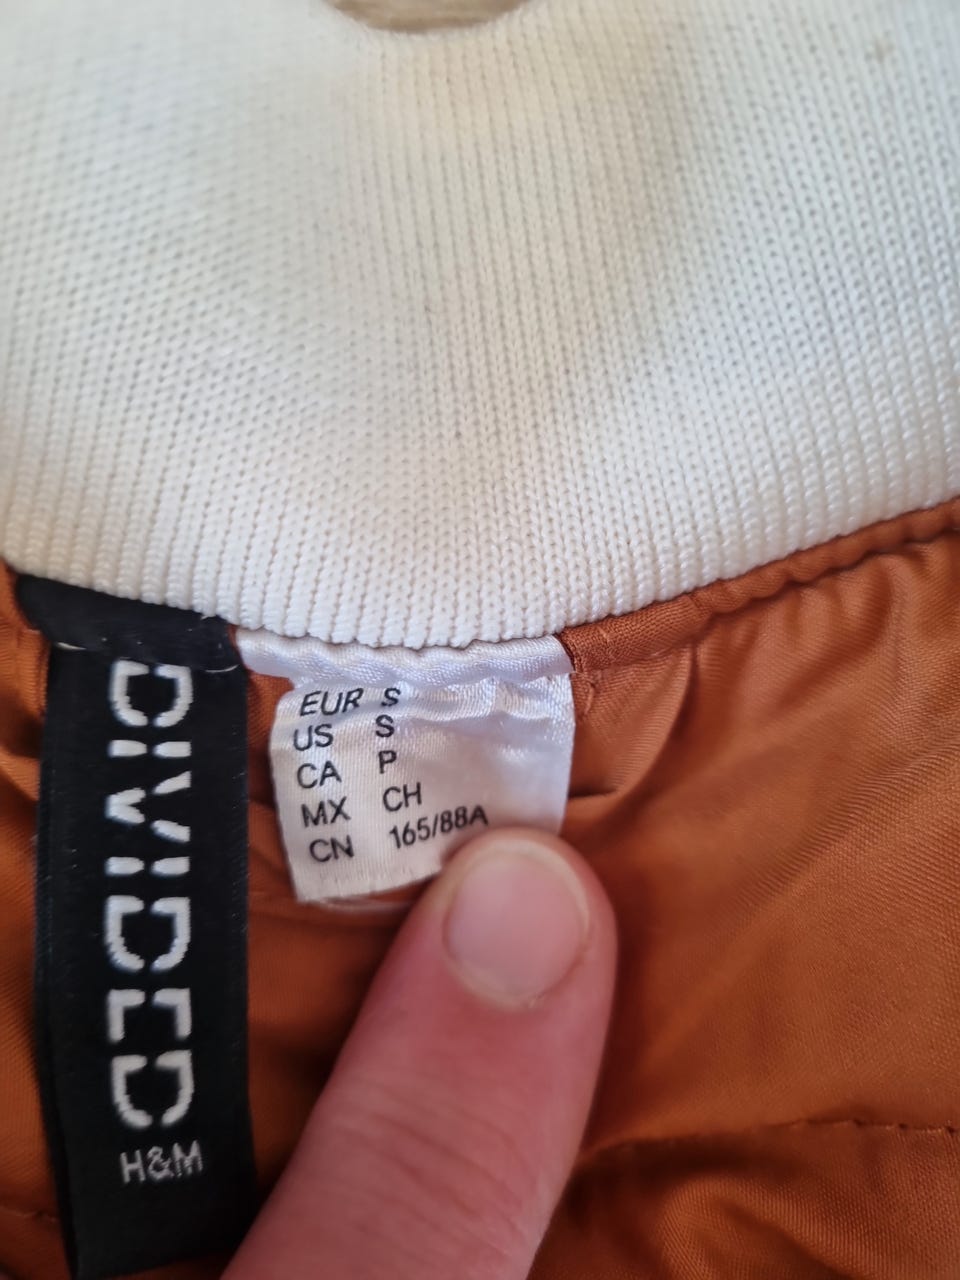 DIVIDED
H&M
EUR S
US S
CA P
MX CH
CN 165/88A